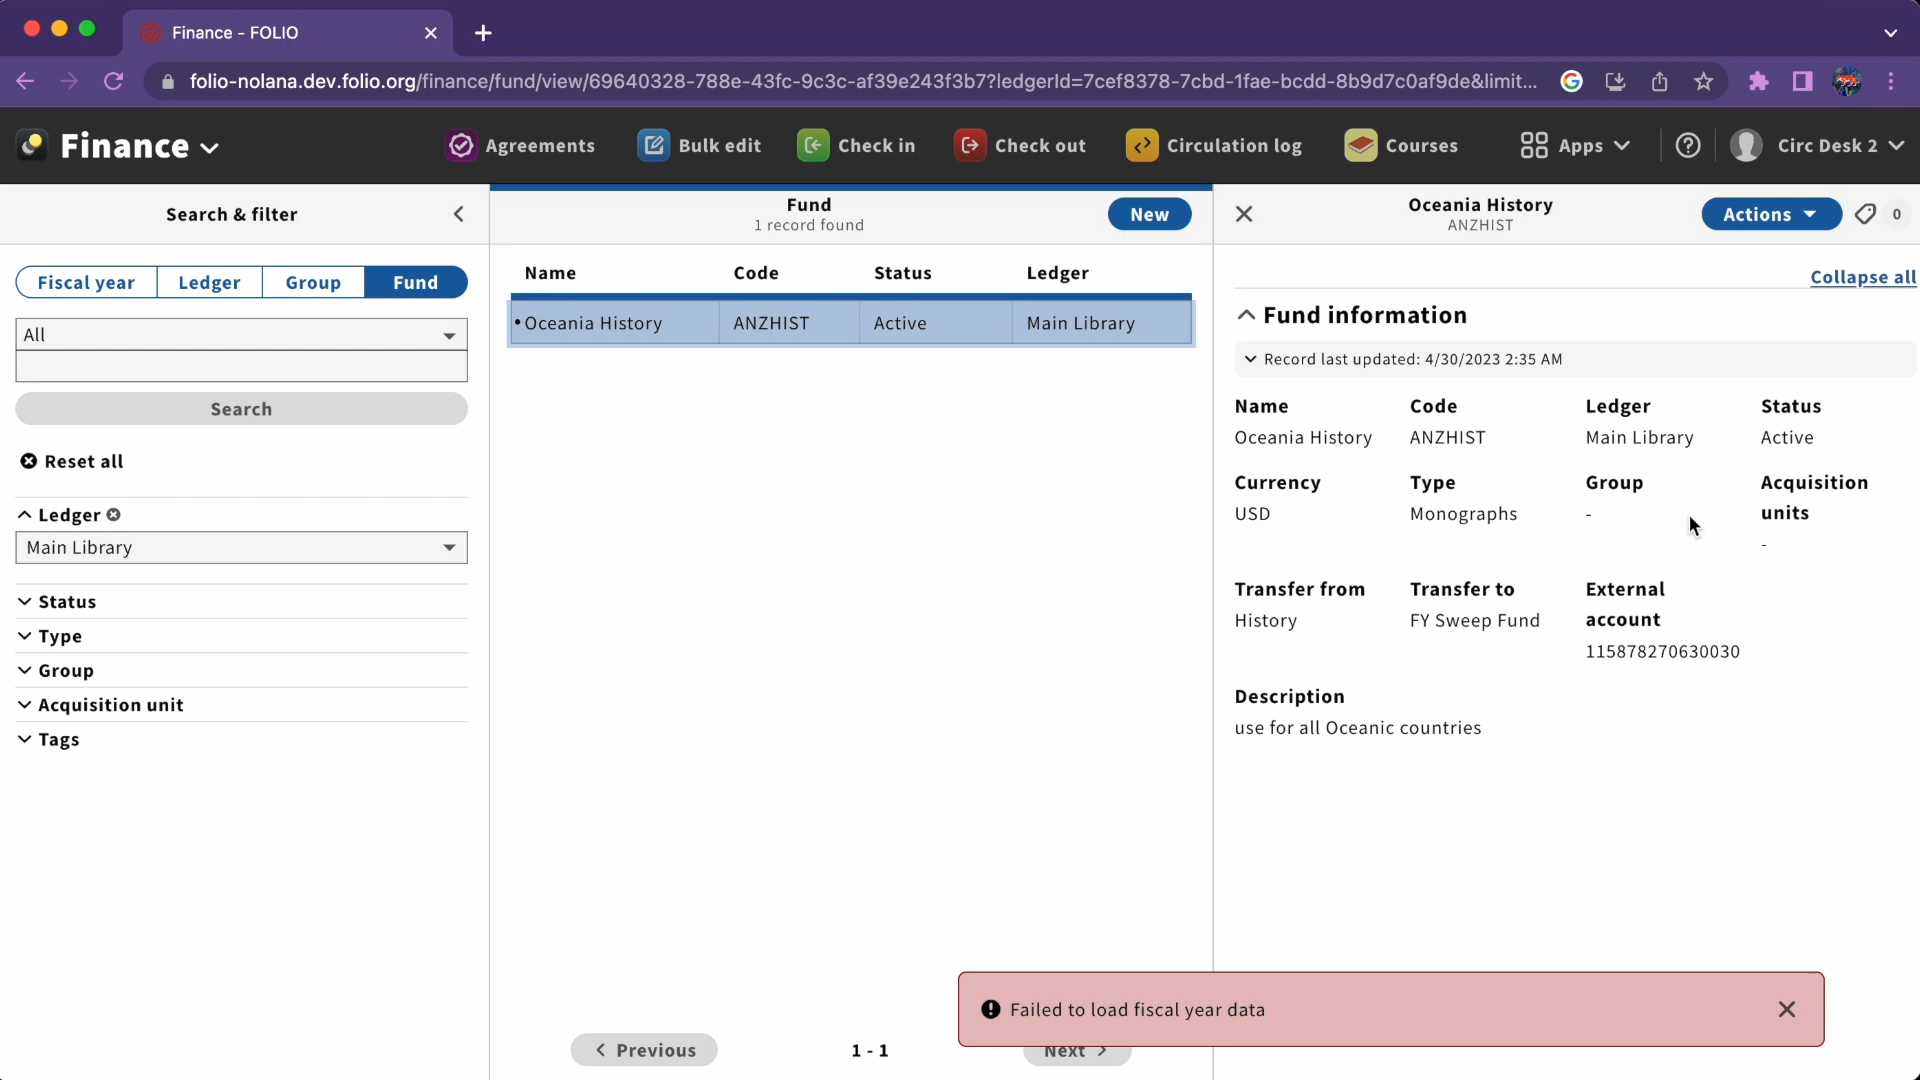 Finance - FOLIO
folio-nolana.dev.folio.org/finance/fund/view/69640328-788e-43fc-9c3c-af39e243f3b7?ledgerId=7cef8378-7cbd-1fae-bcdd-8b9d7c0af9de&limit...
Finance
Agreements
Bulk edit
Check in
Check out
Circulation log
Courses
Apps
Circ Desk 2
Search & filter
Fiscal year
Ledger
Group
Fund
All
Search
Reset all
Ledger
Main Library
Status
Type
Group
Acquisition unit
Tags
Fund
1 record found
New
Name Code Status Ledger
Oceania History ANZHIST Active Main Library
Previous
1 - 1
Next
Oceania History
ANZHIST
Actions
0
Collapse all
Fund information
Record last updated: 4/30/2023 2:35 AM
Name Code Ledger Status
Oceania History ANZHIST Main Library Active
Currency Type Group Acquisition units
USD Monographs - -
Transfer from Transfer to External account
History FY Sweep Fund 115878270630030
Description
use for all Oceanic countries
Failed to load fiscal year data